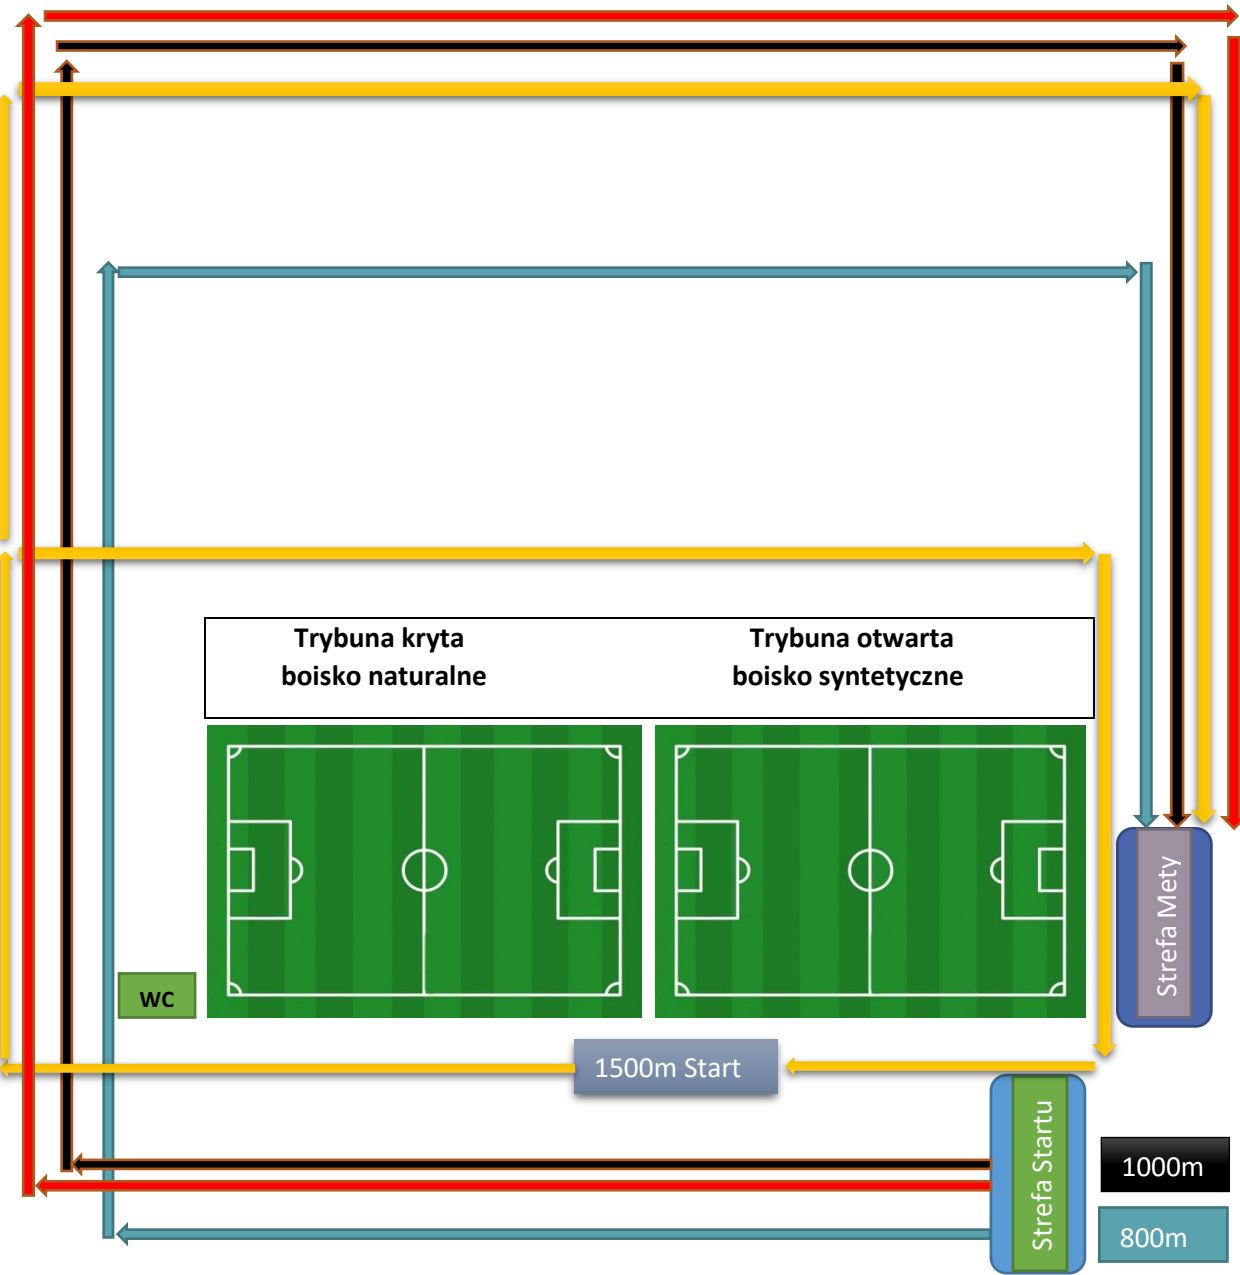 Trybuna kryta
boisko naturalne
Trybuna otwarta
boisko syntetyczne
Strefa Mety
WC
1500m Start
Strefa Startu
1000m
800m